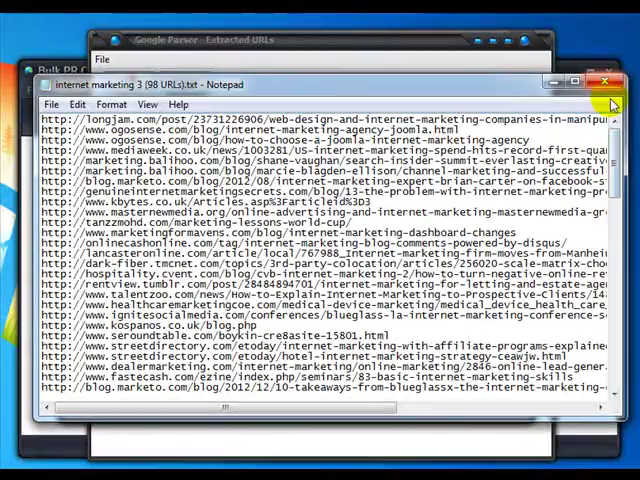 Google Parser - Extracted URLs
File
Bulk PR C
internet marketing 3 (98 URLs).txt - Notepad
File Edit Format View Help
http://longjam.com/post/23731226906/web-design-and-internet-marketing-companies-in-manipu
http://www.ogosense.com/blog/internet-marketing-agency-joomla.html
http://www.ogosense.com/blog/how-to-choose-a-joomla-internet-marketing-agency
http://www.mediaweek.co.uk/news/1003281/US-internet-marketing-spend-hits-record-first-qua
http://marketing.balihoo.com/blog/shane-vaughan/search-insider-summit-everlasting-creative
http://marketing.balihoo.com/blog/marcie-blagden-ellison/channel-marketing-and-successful
http://blog.marketo.com/blog/2012/08/internet-marketing-expert-brian-carter-on-facebook-s
http://genuineinternetmarketingsecrets.com/blog/13-the-problem-with-internet-marketing-pr
http://www.kbytes.co.uk/Articles.asp%3Farticleid%3D3
http://www.masternewmedia.org/online-advertising-and-internet-marketing-masternewmedia-gr
http://tanzzmohd.com/marketing-lessons-world-cup/
http://www.marketingformavens.com/blog/internet-marketing-dashboard-changes
http://onlinecashonline.com/tag/internet-marketing-blog-comments-powered-by-disqus/
http://lancasteronline.com/article/local/767988_Internet-marketing-firm-moves-from-Manheim
http://dark-fiber.tmcnet.com/topics/3rd-party-colocation/articles/256020-scale-matrix-cho
http://hospitality.cvent.com/blog/cvb-internet-marketing-2/how-to-turn-negative-online-re
http://rentview.tumblr.com/post/28484894701/internet-marketing-for-letting-and-estate-age
http://www.talentzoo.com/news/How-to-Explain-Internet-Marketing-to-Prospective-Clients/14
http://www.healthcaremarketingcoe.com/medical-device-marketing/medical_device_health_care_
http://www.ignitesocialmedia.com/conferences/blueglass-la-internet-marketing-conference-s
http://www.kospanos.co.uk/blog.php
http://www.seroundtable.com/boykin-cre8asite-15801.html
http://www.streetdirectory.com/etoday/internet-marketing-with-affiliate-programs-explained
http://www.streetdirectory.com/etoday/hotel-internet-marketing-strategy-ceawjw.html
http://www.dealermarketing.com/internet-marketing/online-marketing/2846-online-lead-gener
http://www.fastecash.com/ezine/index.php/seminars/83-basic-internet-marketing-skills
http://blog.marketo.com/blog/2012/12/10-takeaways-from-blueglassx-the-internet-marketing-